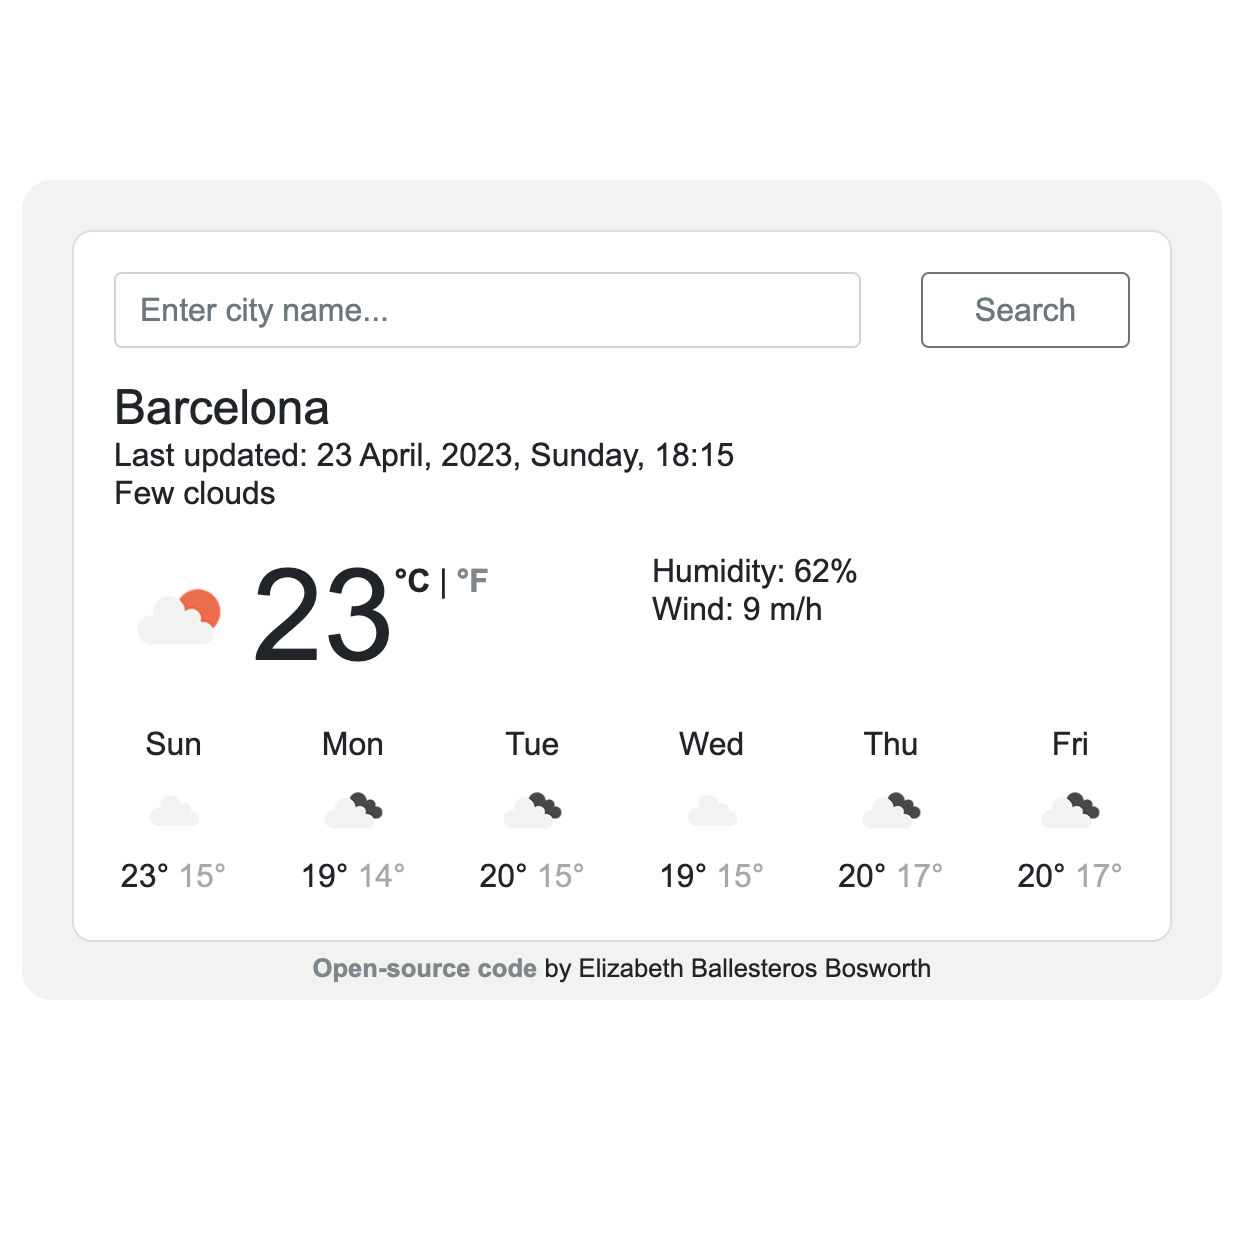 Enter city name...
Search
Barcelona
Last updated: 23 April, 2023, Sunday, 18:15
Few clouds
23 °C | °F
Humidity: 62%
Wind: 9 m/h
Sun Mon Tue Wed Thu Fri
23° 15° 19° 14° 20° 15° 19° 15° 20° 17° 20° 17°
Open-source code by Elizabeth Ballesteros Bosworth